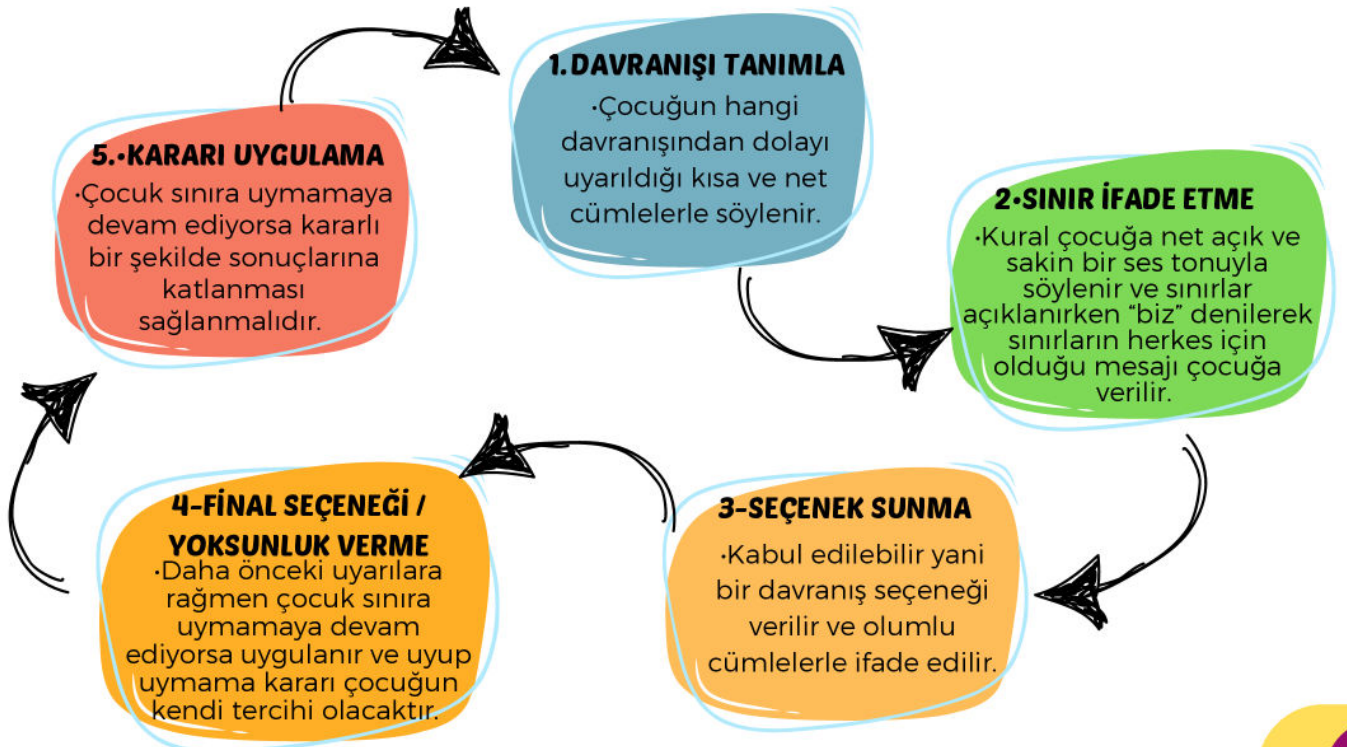 1.DAVRANIŞI TANIMLA
·Çocuğun hangi
davranışından dolayı
uyarıldığı kısa ve net
cümlelerle söylenir.
2·SINIR İFADE ETME
·Kural çocuğa net açık ve
sakin bir ses tonuyla
söylenir ve sınırlar
açıklanırken “biz” denilerek
sınırların herkes için
olduğu mesajı çocuğa
verilir.
3-SEÇENEK SUNMA
·Kabul edilebilir yani
bir davranış seçeneği
verilir ve olumlu
cümlelerle ifade edilir.
4-FİNAL SEÇENEĞİ /
YOKSUNLUK VERME
·Daha önceki uyarılara
rağmen çocuk sınıra
uymamaya devam
ediyorsa uygulanır ve uyup
uymama kararı çocuğun
kendi tercihi olacaktır.
5.·KARARI UYGULAMA
·Çocuk sınıra uymamaya
devam ediyorsa kararlı
bir şekilde sonuçlarına
katlanması
sağlanmalıdır.